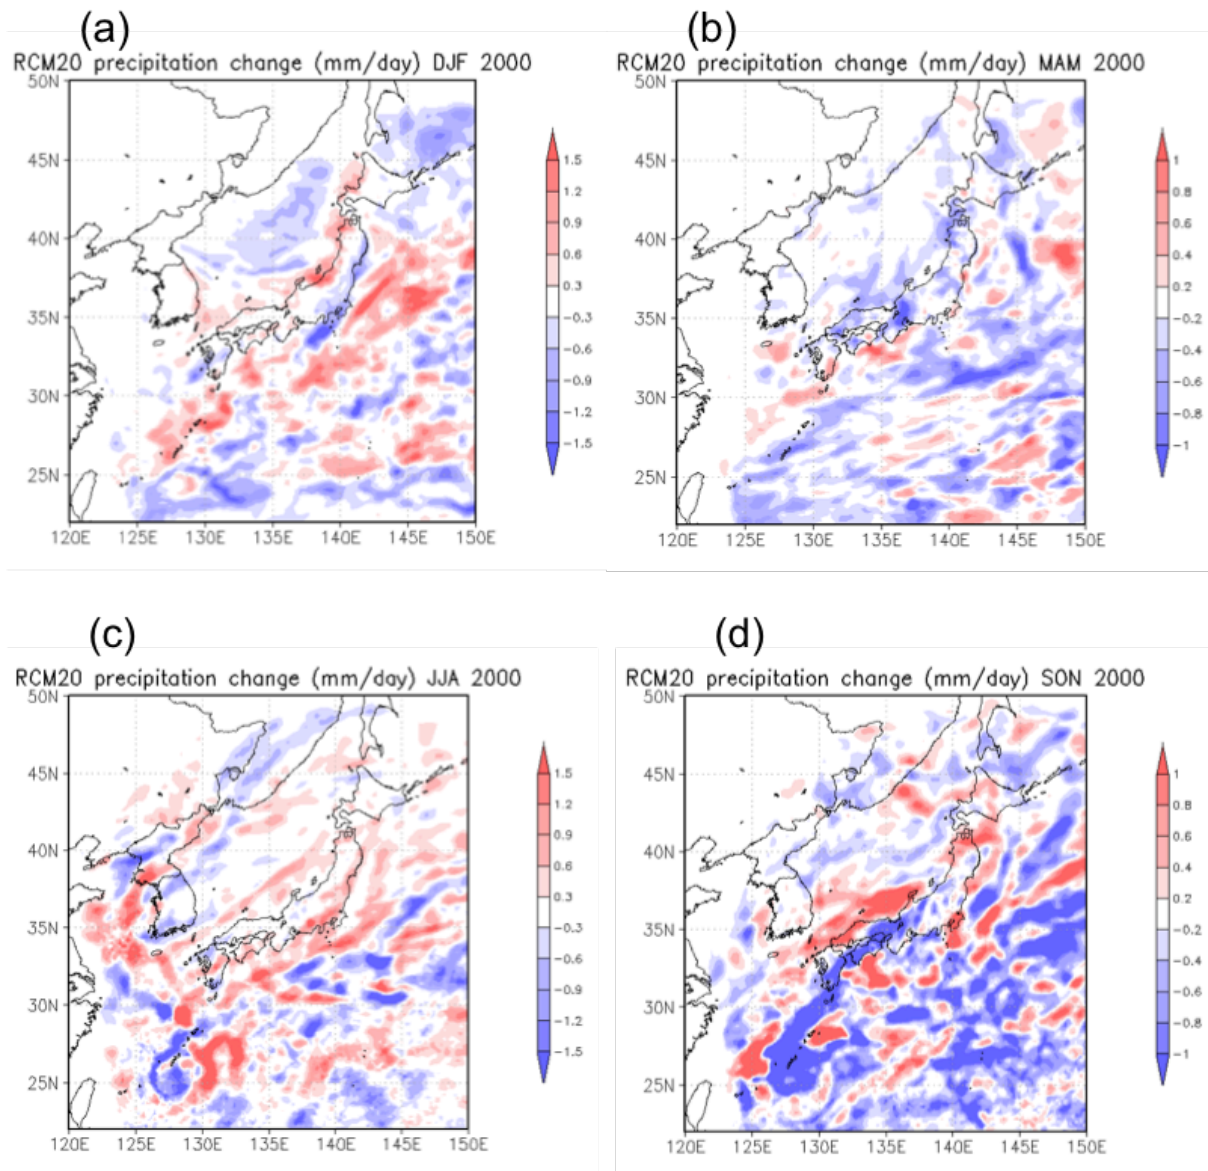 (a)
RCM20 precipitation change (mm/day) DJF 2000
50N
45N
40N
35N
30N
25N
120E 125E 130E 135E 140E 145E 150E
1.5
1.2
0.9
0.6
0.3
−0.3
−0.6
−0.9
−1.2
−1.5
(b)
RCM20 precipitation change (mm/day) MAM 2000
50N
45N
40N
35N
30N
25N
120E 125E 130E 135E 140E 145E 150E
1
0.8
0.6
0.4
0.2
−0.2
−0.4
−0.6
−0.8
−1
(c)
RCM20 precipitation change (mm/day) JJA 2000
50N
45N
40N
35N
30N
25N
120E 125E 130E 135E 140E 145E 150E
1.5
1.2
0.9
0.6
0.3
−0.3
−0.6
−0.9
−1.2
−1.5
(d)
RCM20 precipitation change (mm/day) SON 2000
50N
45N
40N
35N
30N
25N
120E 125E 130E 135E 140E 145E 150E
1
0.8
0.6
0.4
0.2
−0.2
−0.4
−0.6
−0.8
−1